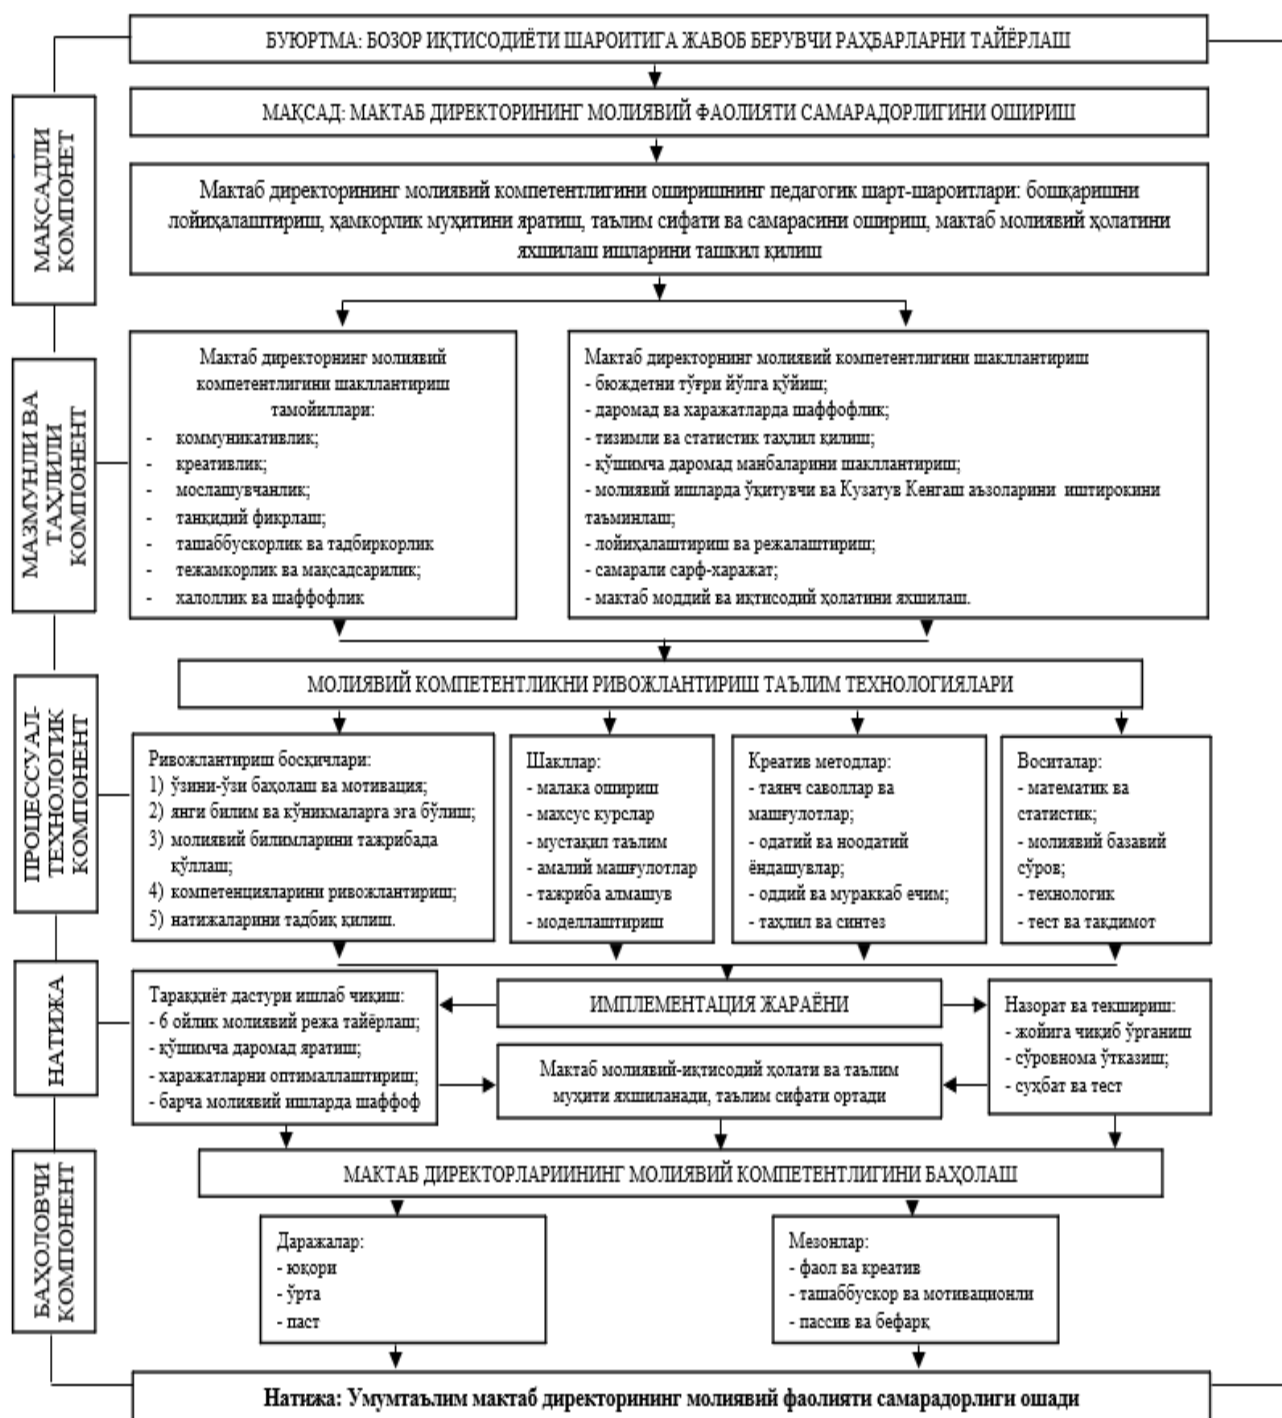 БУЮРТМА: БОЗОР ИҚТИСОДИЁТИ ШАРОИТИГА ЖАВОБ БЕРУВЧИ РАҲБАРЛАРНИ ТАЙЁРЛАШ
МАҚСАДЛИ
КОМПОНЕТ
МАҚСАД: МАКТАБ ДИРЕКТОРИНИНГ МОЛИЯВИЙ ФАОЛИЯТИ САМАРАДОРЛИГИНИ ОШИРИШ
Мактаб директорининг молиявий компетентлигини оширишнинг педагогик шарт-шароитлари: бошқаришни
лойиҳалаштириш, ҳамкорлик муҳитини яратиш, таълим сифати ва самарасини ошириш, мактаб молиявий ҳолатини
яхшилаш ишларини ташкил қилиш
МАЗМУНЛИ ВА
ТАҲЛИЛИ
КОМПОНЕНТ
Мактаб директорнинг молиявий
компетентлигини шакллантириш
тамойиллари:
- коммуникативлик;
- креативлик;
- мослашувчанлик;
- танқидий фикрлаш;
- ташаббускорлик ва тадбиркорлик
- тежамкорлик ва мақсадсарилик;
- халоллик ва шаффофлик
Мактаб директорнинг молиявий компетентлигини шакллантириш
- бюждетни тўғри йўлга қўйиш;
- даромад ва харажатларда шаффофлик;
- тизимли ва статистик таҳлил қилиш;
- қўшимча даромад манбаларини шакллантириш;
- молиявий ишларда ўқитувчи ва Кузатув Кенгаш аъзоларини иштирокини
таъминлаш;
- лойиҳалаштириш ва режалаштириш;
- самарали сарф-харажат;
- мактаб моддий ва иқтисодий ҳолатини яхшилаш.
ПРОЦЕССУАЛ-
ТЕХНОЛОГИК
КОМПОНЕНТ
МОЛИЯВИЙ КОМПЕТЕНТЛИКНИ РИВОЖЛАНТИРИШ ТАЪЛИМ ТЕХНОЛОГИЯЛАРИ
Ривожлантириш босқичлари:
1) ўзини-ўзи баҳолаш ва мотивация;
2) янги билим ва кўникмаларга эга бўлиш;
3) молиявий билимларини тажрибада
қўллаш;
4) компетенцияларини ривожлантириш;
5) натижаларини тадбиқ қилиш.
Шакллар:
- малака ошириш
- махсус курслар
- мустақил таълим
- амалий машғулотлар
- тажриба алмашув
- моделлаштириш
Креатив методлар:
- таянч саволлар ва
машғулотлар;
- одатий ва ноодатий
ёндашувлар;
- оддий ва мураккаб ечим;
- таҳлил ва синтез
Воситалар:
- математик ва
статистик;
- молиявий базавий
сўров;
- технологик
- тест ва тақдимот
НАТИЖА
Тараққиёт дастури ишлаб чиқиш:
- 6 ойлик молиявий режа тайёрлаш;
- қўшимча даромад яратиш;
- харажатларни оптималлаштириш;
- барча молиявий ишларда шаффоф
ИМПЛЕМЕНТАЦИЯ ЖАРАЁНИ
Мактаб молиявий-иқтисодий ҳолати ва таълим
муҳити яхшиланади, таълим сифати ортади
Назорат ва текшириш:
- жойига чиқиб ўрганиш
- сўровнома ўтказиш;
- суҳбат ва тест
БАҲОЛОВЧИ
КОМПОНЕНТ
МАКТАБ ДИРЕКТОРЛАРИИНИНГ МОЛИЯВИЙ КОМПЕТЕНТЛИГИНИ БАҲОЛАШ
Даражалар:
- юқори
- ўрта
- паст
Мезонлар:
- фаол ва креатив
- ташаббускор ва мотивационли
- пассив ва бефарқ
Натижа: Умумтаълим мактаб директорининг молиявий фаолияти самарадорлиги ошади